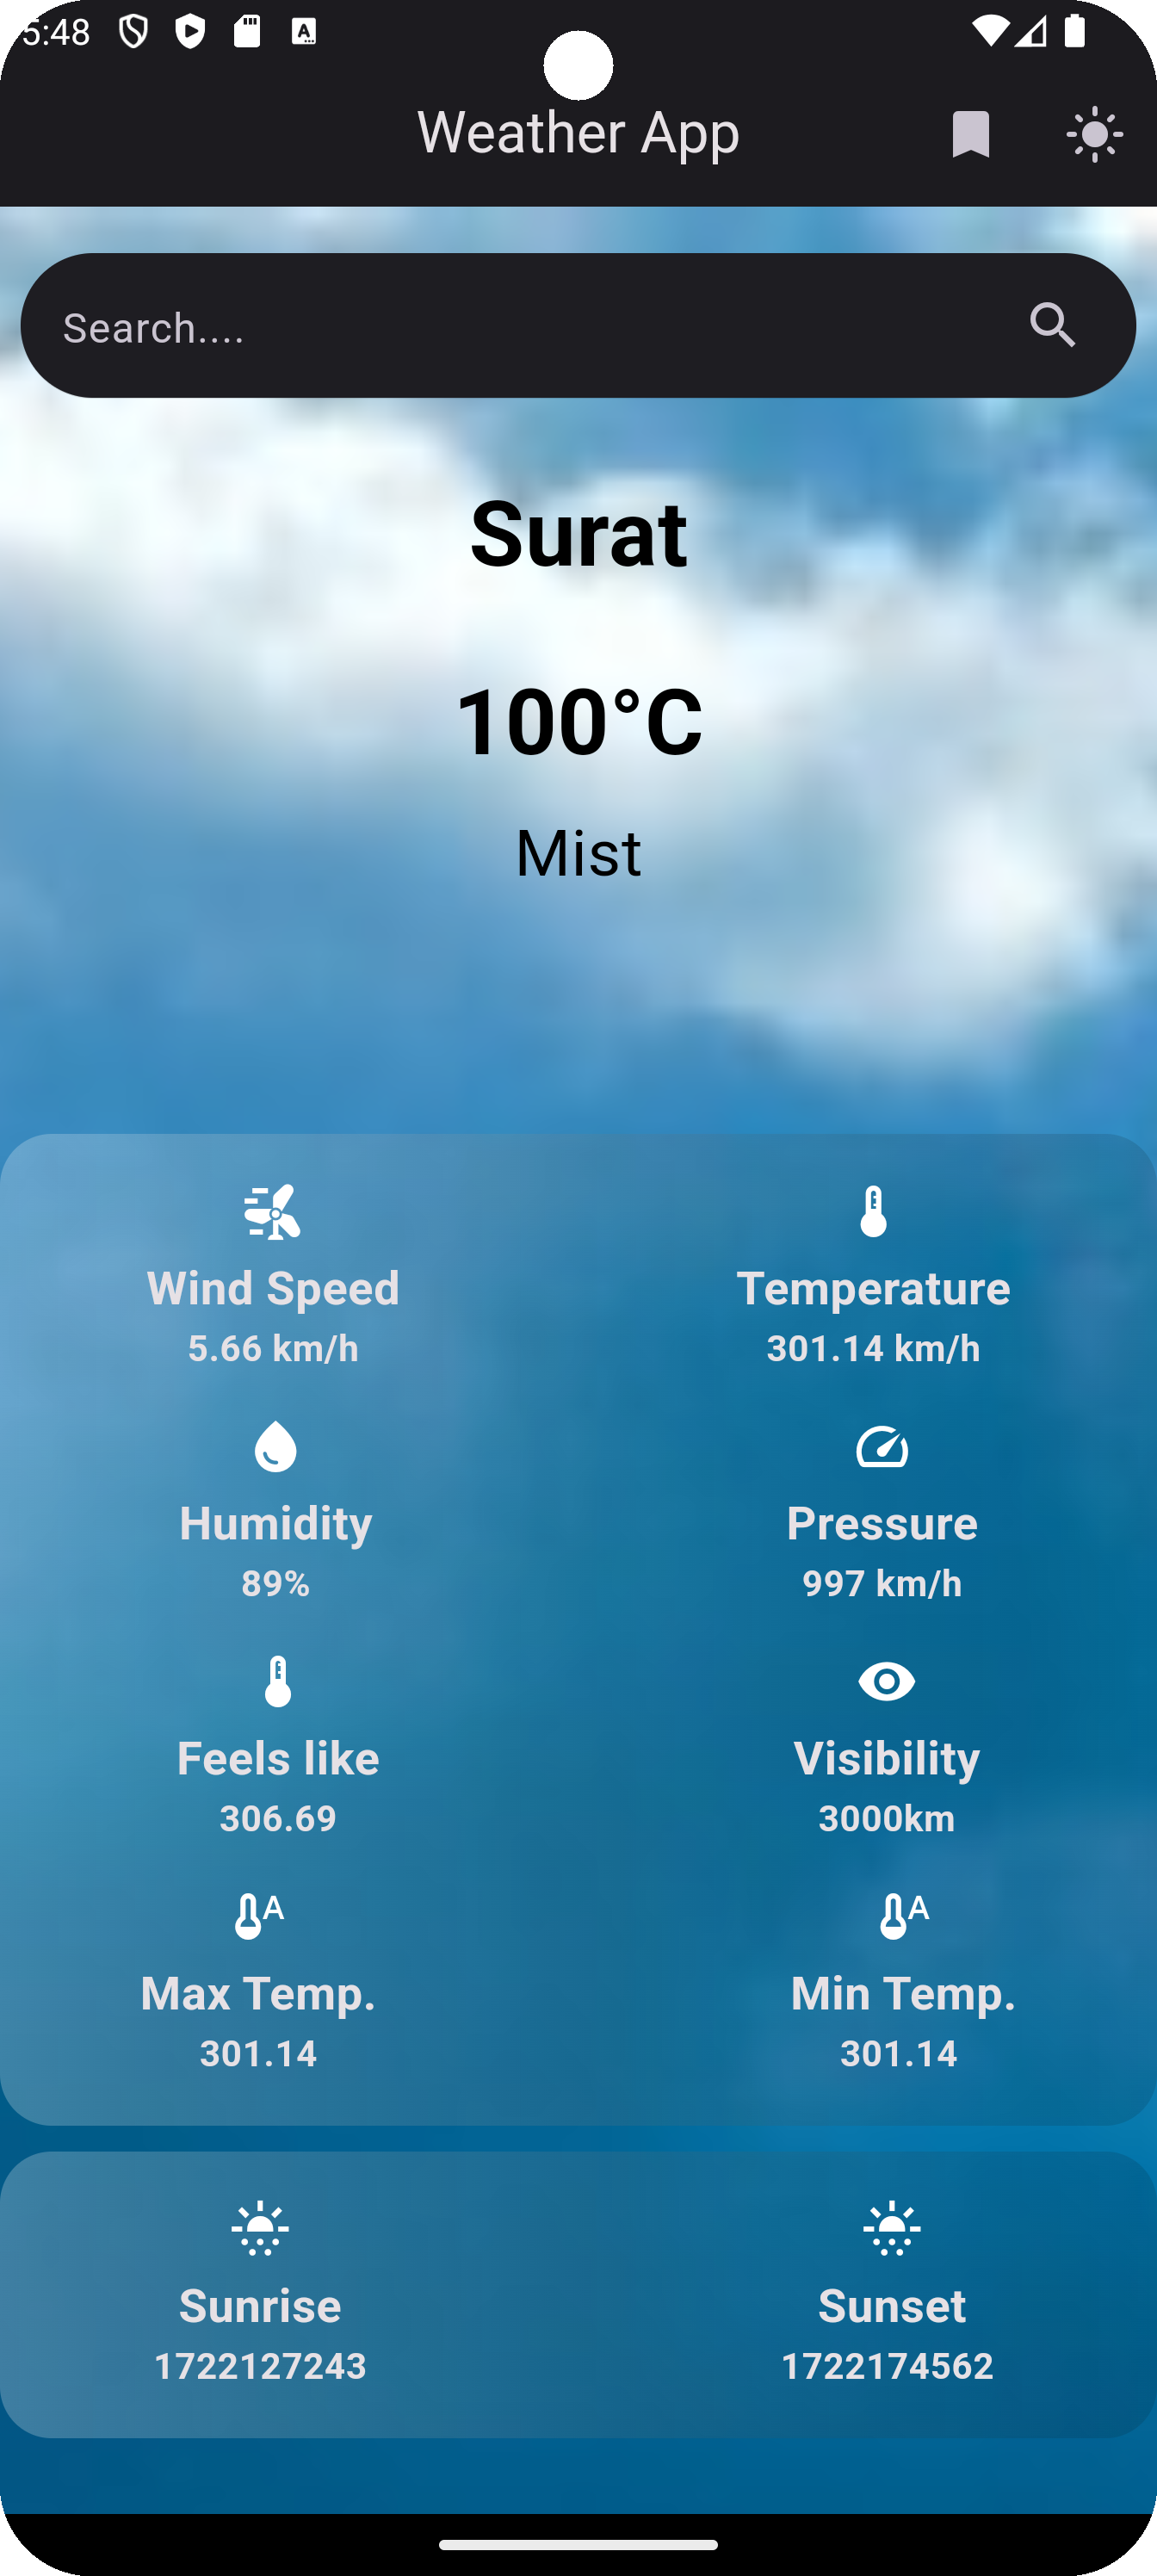 5:48
Weather App
Search....
Surat
100°C
Mist
Wind Speed
5.66 km/h
Temperature
301.14 km/h
Humidity
89%
Pressure
997 km/h
Feels like
306.69
Visibility
3000km
A
Max Temp.
301.14
A
Min Temp.
301.14
Sunrise
1722127243
Sunset
1722174562